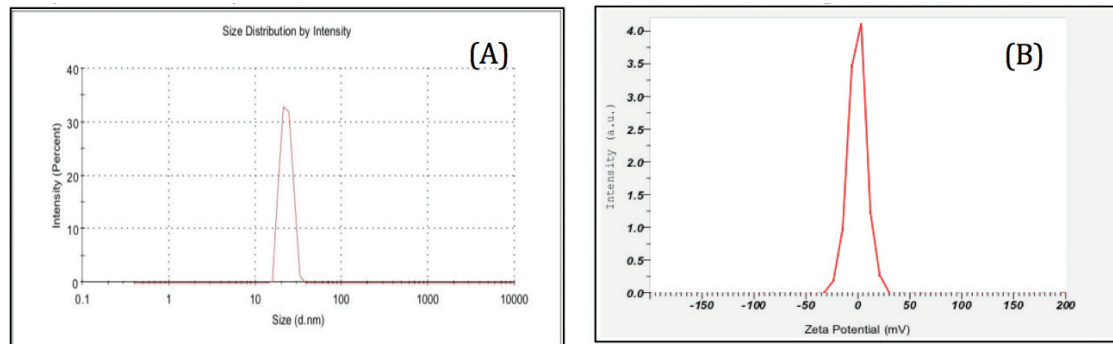 Size Distribution by Intensity
(A)
Intensity (Percent)
40
30
20
10
0
0.1 1 10 100 1000 10000
Size (d.nm)
(B)
Intensity (a.u.)
4.0
3.5
3.0
2.5
2.0
1.5
1.0
0.5
0.0
-150 -100 -50 0 50 100 150 200
Zeta Potential (mV)